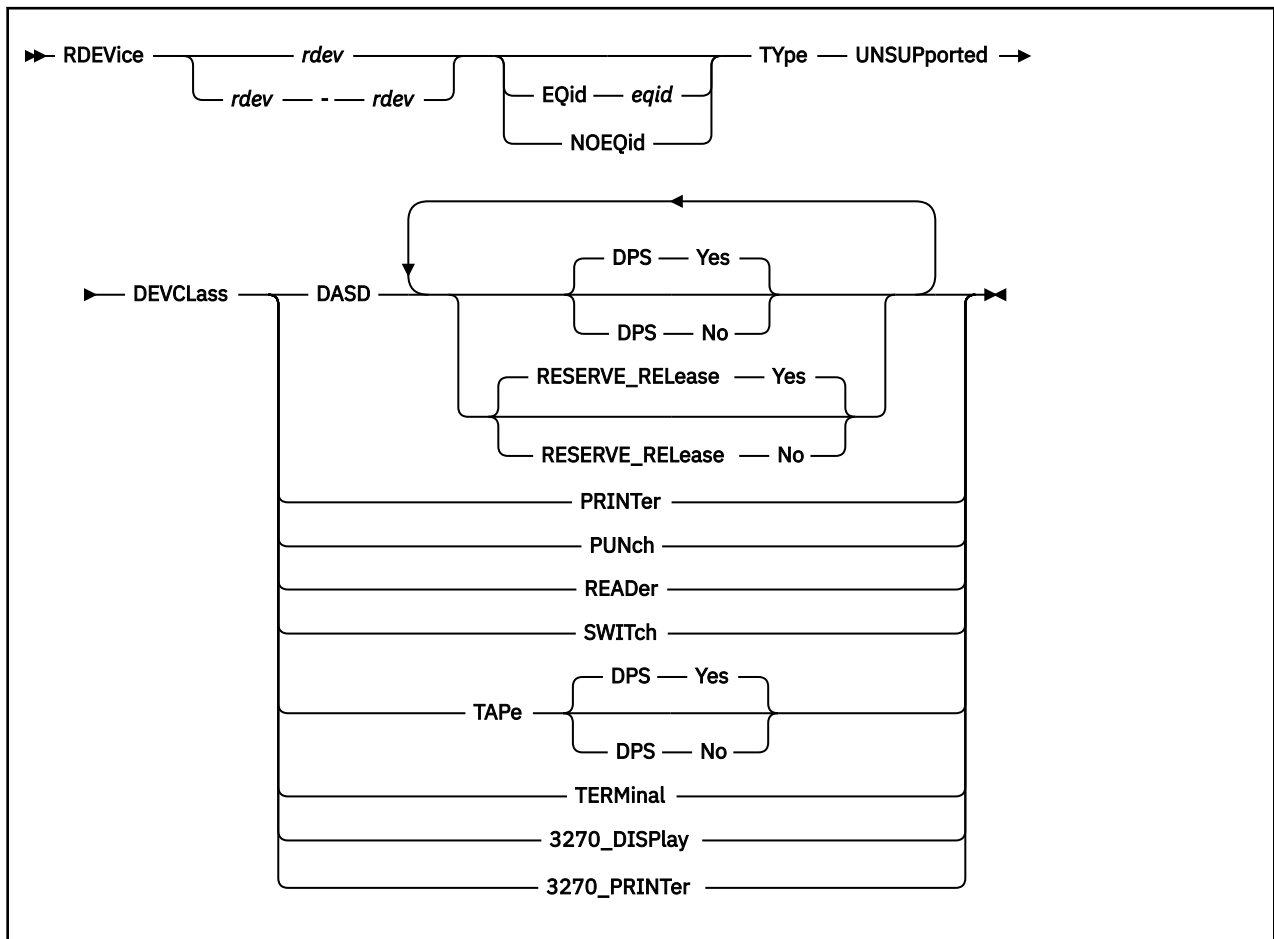 RDEVice rdev TYpe UNSUPported
rdev - rdev EQid eqid
NOEQid
DPS Yes
DEVCLass DASD
DPS No
RESERVE_RELease Yes
RESERVE_RELease No
PRINTer
PUNch
READer
SWITch
DPS Yes
TAPe
DPS No
TERMinal
3270_DISPlay
3270_PRINTer